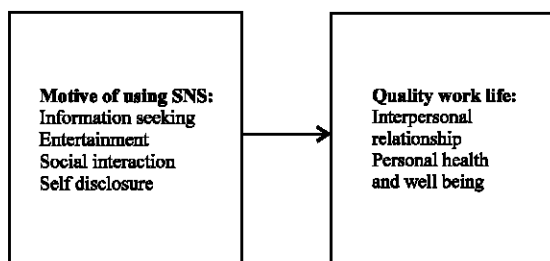 Motive of using SNS:
Information seeking
Entertainment
Social interaction
Self disclosure
Quality work life:
Interpersonal
relationship
Personal health
and well being